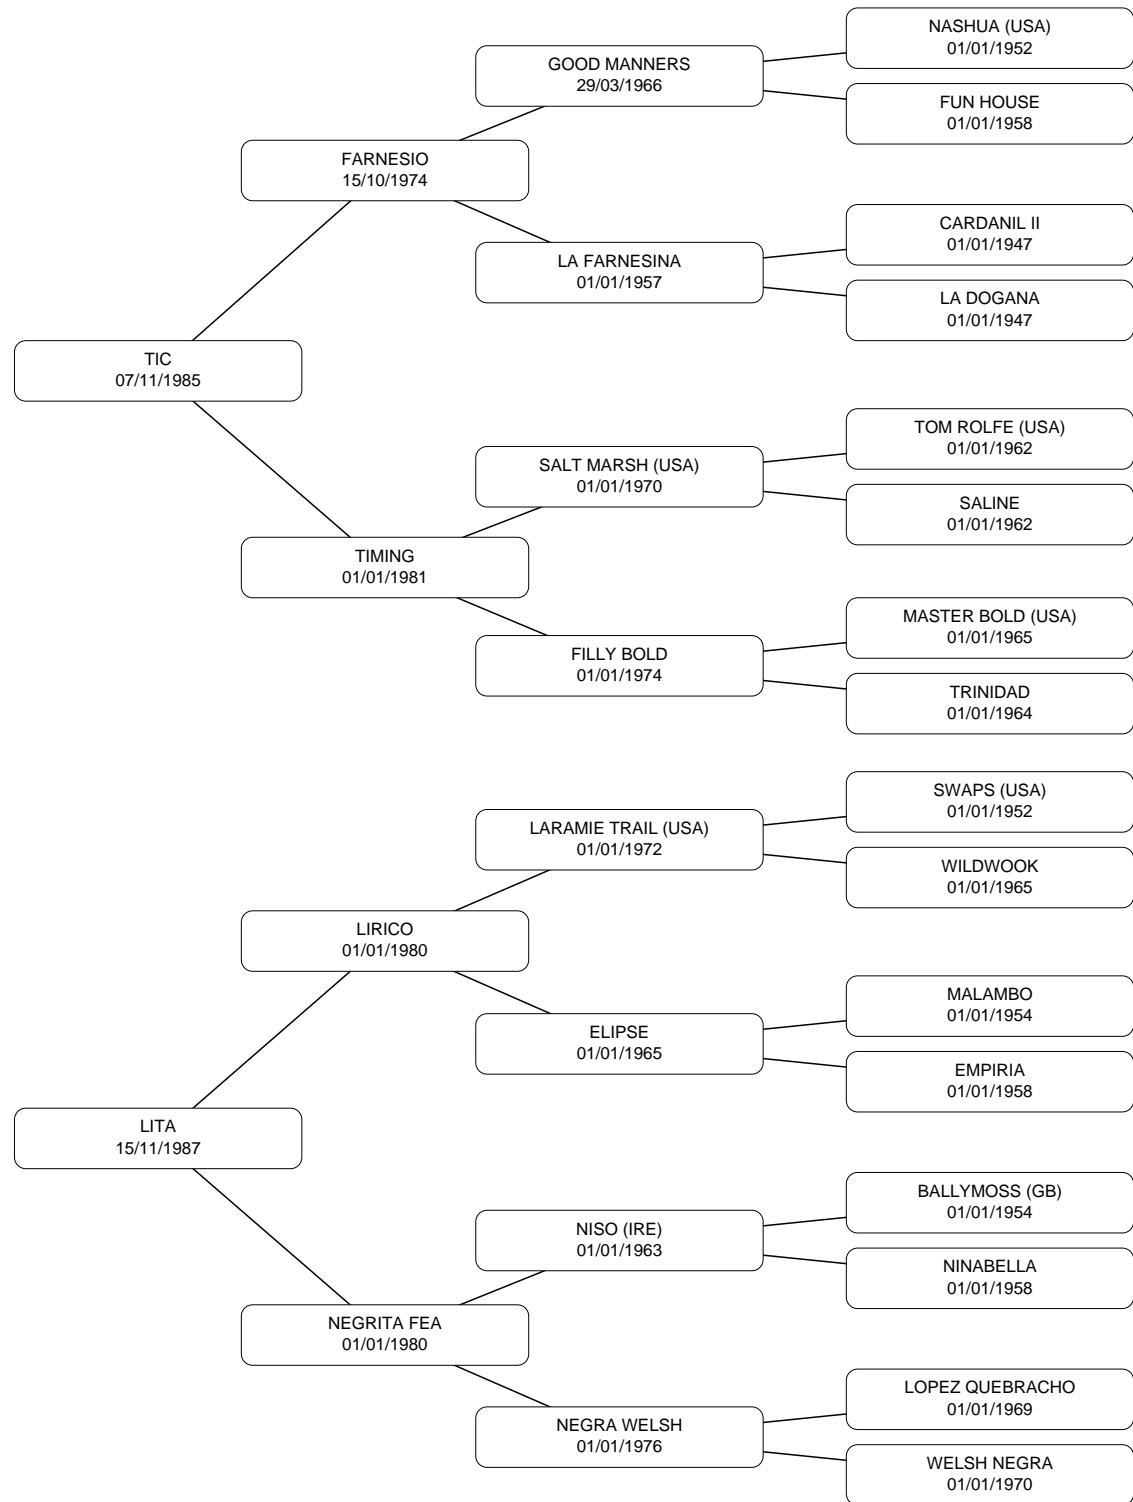 NASHUA (USA)
01/01/1952
GOOD MANNERS
29/03/1966
FUN HOUSE
01/01/1958
FARNESIO
15/10/1974
CARDANIL II
01/01/1947
LA FARNESINA
01/01/1957
LA DOGANA
01/01/1947
TIC
07/11/1985
TOM ROLFE (USA)
01/01/1962
SALT MARSH (USA)
01/01/1970
SALINE
01/01/1962
TIMING
01/01/1981
MASTER BOLD (USA)
01/01/1965
FILLY BOLD
01/01/1974
TRINIDAD
01/01/1964
SWAPS (USA)
01/01/1952
LARAMIE TRAIL (USA)
01/01/1972
WILDWOOK
01/01/1965
LIRICO
01/01/1980
MALAMBO
01/01/1954
ELIPSE
01/01/1965
EMPIRIA
01/01/1958
LITA
15/11/1987
BALLYMOSS (GB)
01/01/1954
NISO (IRE)
01/01/1963
NINABELLA
01/01/1958
NEGRITA FEA
01/01/1980
LOPEZ QUEBRACHO
01/01/1969
NEGRA WELSH
01/01/1976
WELSH NEGRA
01/01/1970